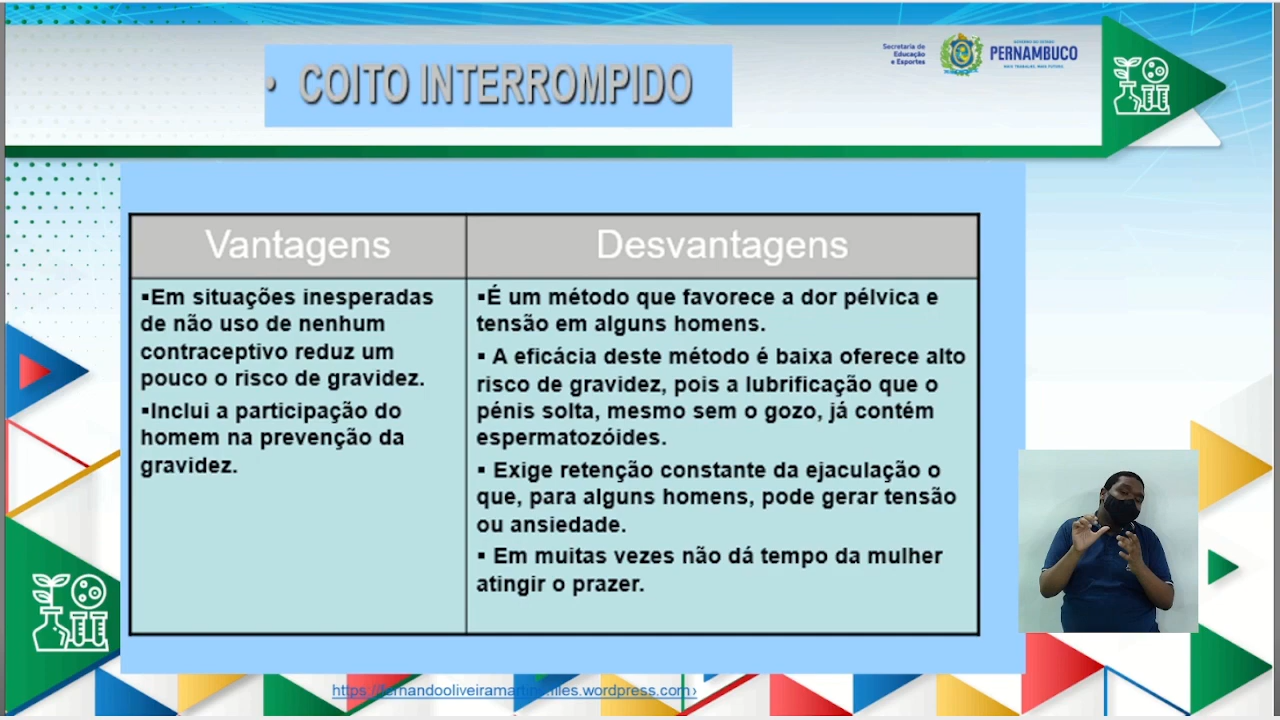 • COITO INTERROMPIDO
Secretaria de
Educação
e Esportes
GOVERNO DO ESTADO
PERNAMBUCO
MAIS TRABALHO, MAIS FUTURO
Vantagens
▪Em situações inesperadas
de não uso de nenhum
contraceptivo reduz um
pouco o risco de gravidez.
▪Inclui a participação do
homem na prevenção da
gravidez.
Desvantagens
▪É um método que favorece a dor pélvica e
tensão em alguns homens.
▪ A eficácia deste método é baixa oferece alto
risco de gravidez, pois a lubrificação que o
pénis solta, mesmo sem o gozo, já contém
espermatozóides.
▪ Exige retenção constante da ejaculação o
que, para alguns homens, pode gerar tensão
ou ansiedade.
▪ Em muitas vezes não dá tempo da mulher
atingir o prazer.
https://fernandooliveiramartins.files.wordpress.com›